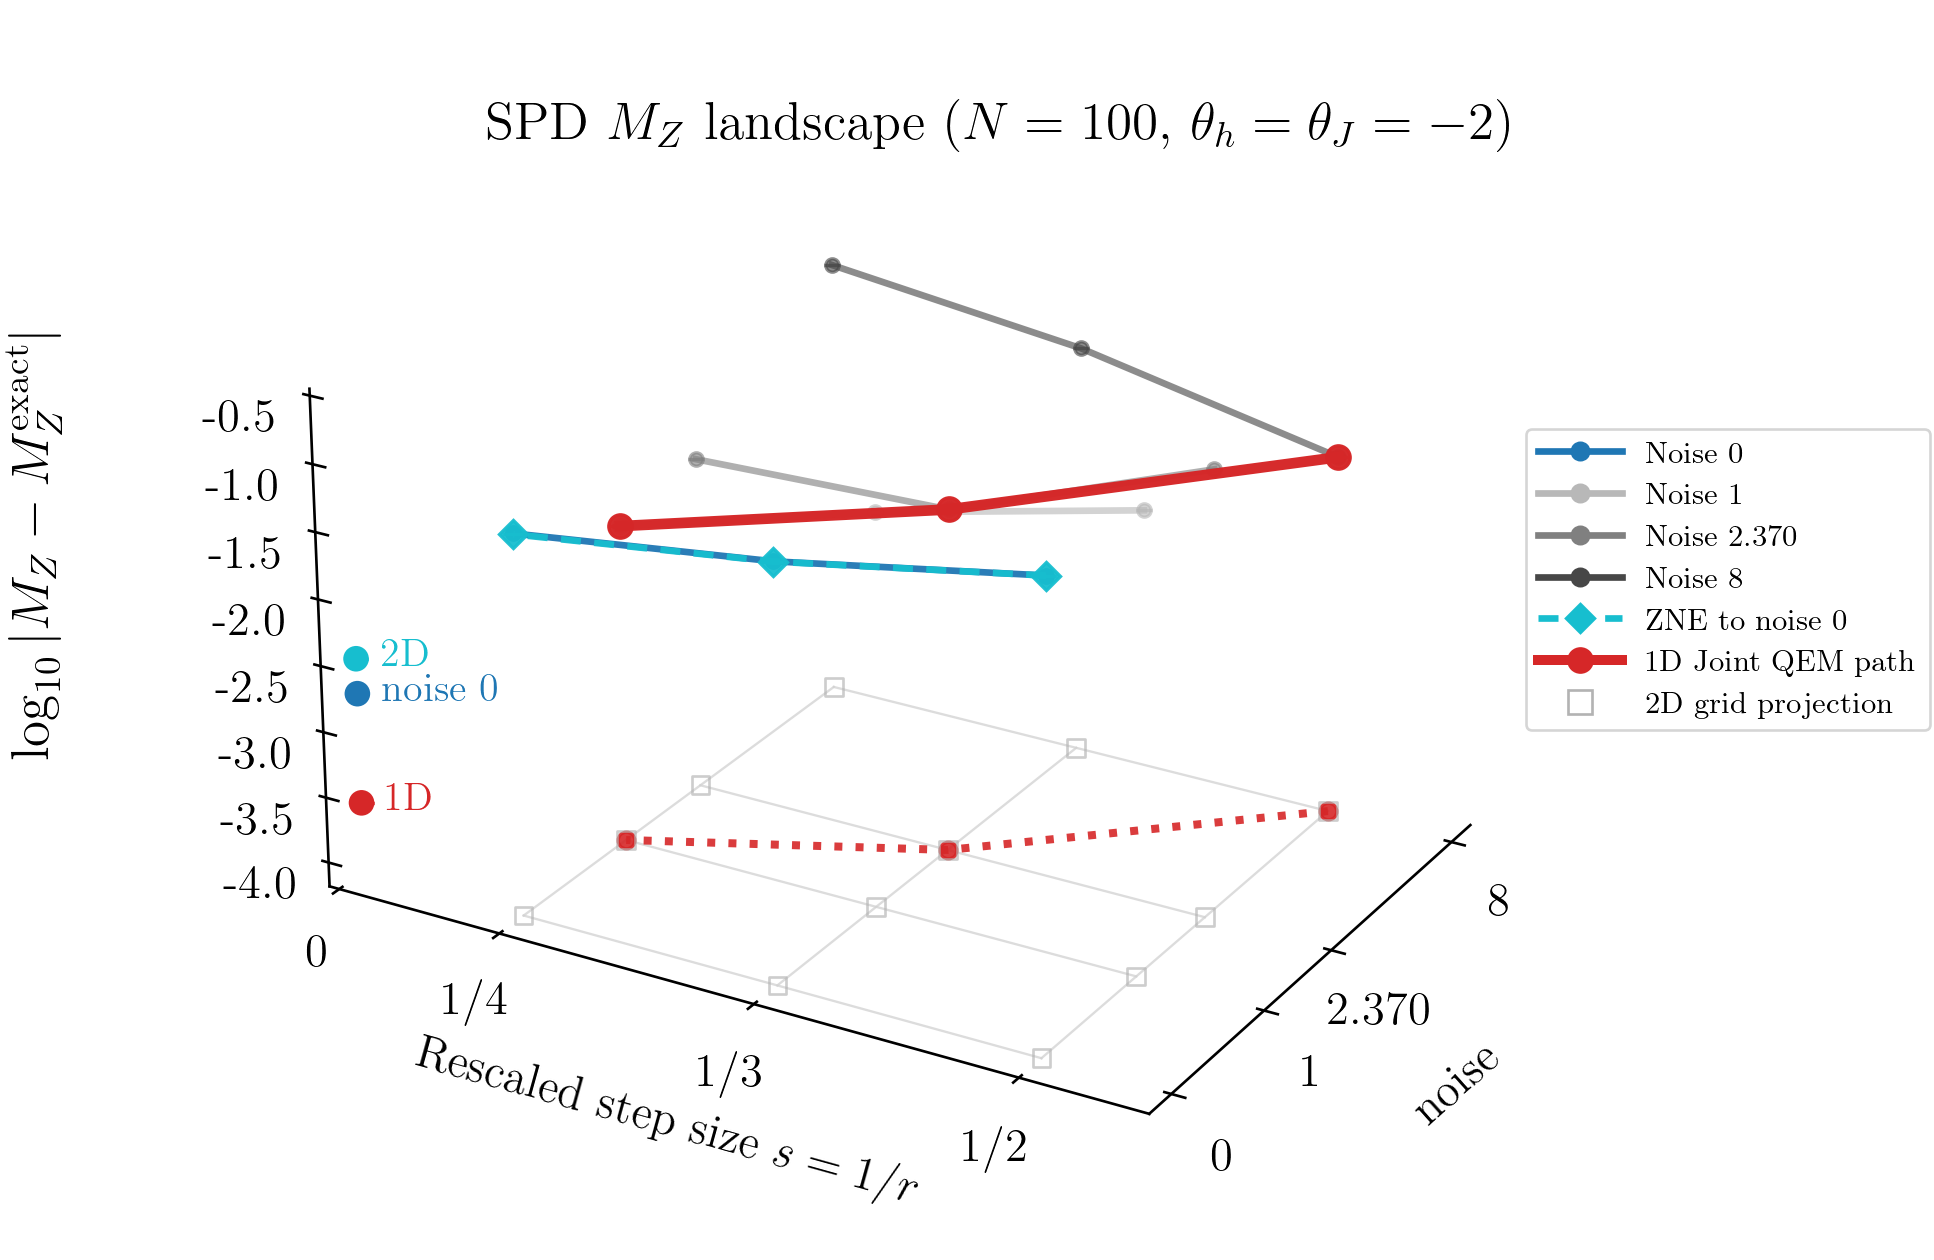 SPD $M_Z$ landscape ($N = 100$, $\theta_h = \theta_J = -2$)
$\log_{10}|M_Z - M_Z^{\mathrm{exact}}|$
-0.5
-1.0
-1.5
-2.0
-2.5
-3.0
-3.5
-4.0
2D
noise 0
1D
0
1/4
1/3
1/2
Rescaled step size $s = 1/r$
0
1
2.370
8
noise
Noise 0
Noise 1
Noise 2.370
Noise 8
ZNE to noise 0
1D Joint QEM path
2D grid projection